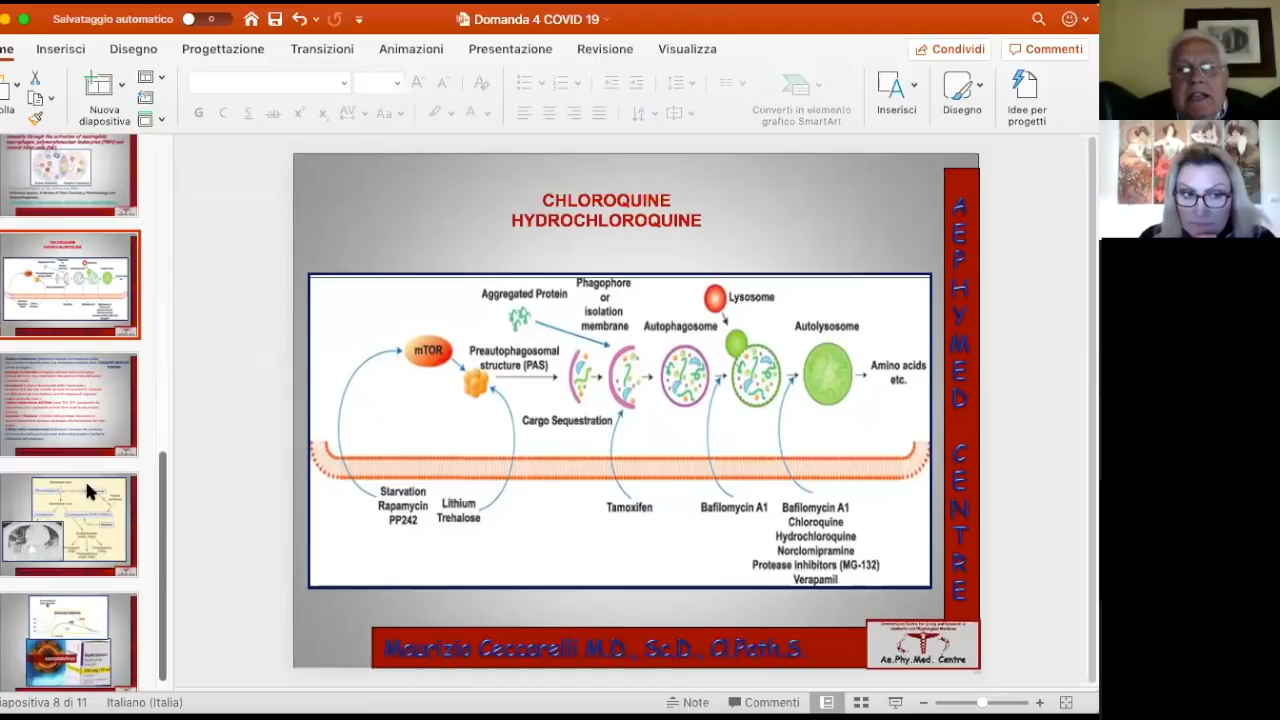 Salvataggio automatico
Domanda 4 COVID 19
Inserisci
Disegno
Progettazione
Transizioni
Animazioni
Presentazione
Revisione
Visualizza
Condividi
Commenti
Nuova
diapositiva
Converti in elemento
grafico SmartArt
Inserisci
Disegno
Idee per
progetti
CHLOROQUINE
HYDROCHLOROQUINE
Aggregated Protein
Phagophore
or
isolation
membrane
Lysosome
Autophagosome
Autolysosome
mTOR
Preautophagosomal
structure (PAS)
Amino acids
etc.
Cargo Sequestration
Starvation
Rapamycin
PP242
Lithium
Trehalose
Tamoxifen
Bafilomycin A1
Bafilomycin A1
Chloroquine
Hydrochloroquine
Norclomipramine
Protease inhibitors (MG-132)
Verapamil
AEPHYMED CENTRE
Maurizio Ceccarelli M.D., Sc.D., Cl.Path.S.
Ae.Phy.Med. Centre
iapositiva 8 di 11
Italiano (Italia)
Note
Commenti